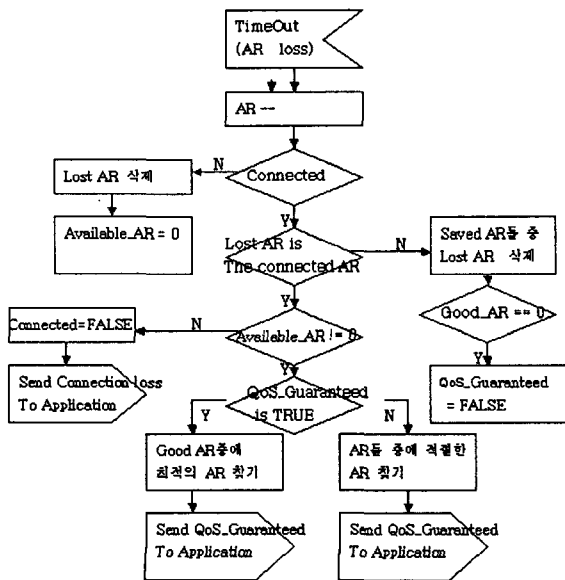 TimeOut
(AR loss)
AR --
N
Connected
Lost AR 삭제
Y
Available_AR = 0
Lost AR is
The connected AR
N
Saved AR들 중
Lost AR 삭제
Y
Good_AR == 0
Connected=FALSE
N
Available_AR != 0
Y
Y
Send Connection loss
To Application
QoS_Guaranteed
is TRUE
QoS_Guaranteed
= FALSE
Y
N
Good AR중에
최적의 AR 찾기
AR들 중에 적절한
AR 찾기
Send QoS_Guaranteed
To Application
Send QoS_Guaranteed
To Application